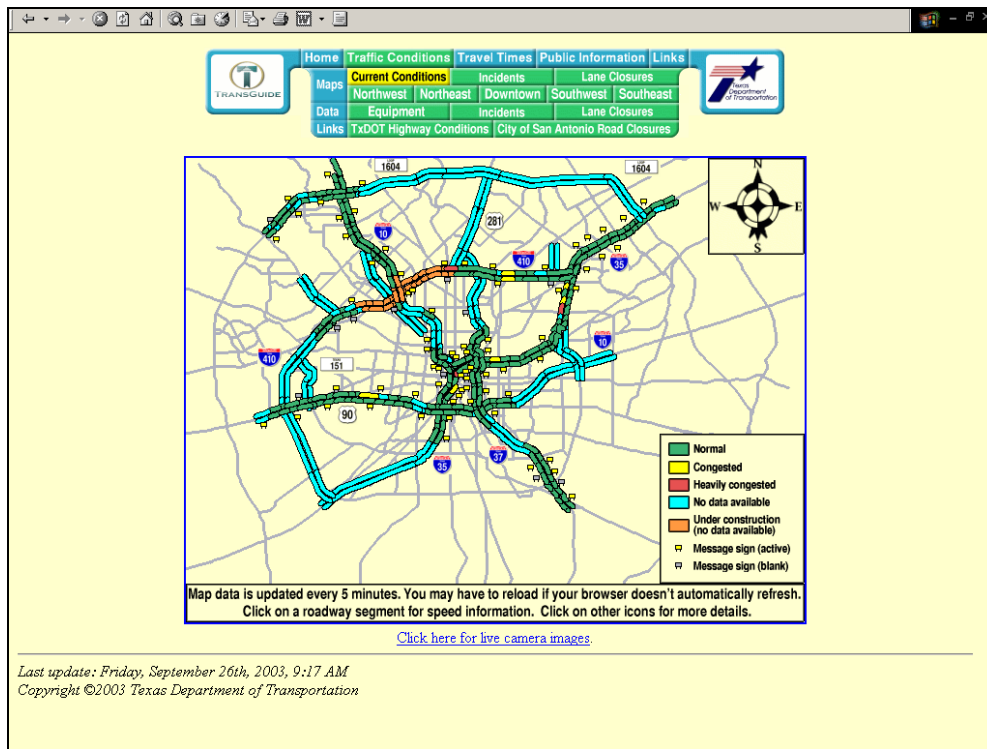 Home Traffic Conditions Travel Times Public Information Links
TRANSGUIDE
Maps
Current Conditions Incidents Lane Closures
Northwest Northeast Downtown Southwest Southeast
Data Equipment Incidents Lane Closures
Links TxDOT Highway Conditions City of San Antonio Road Closures
Texas
Department
of Transportation
LOOP
1604
LOOP
1604
N
W E
S
281
10
410
35
10
410
151
90
35
37
Normal
Congested
Heavily congested
No data available
Under construction
(no data available)
Message sign (active)
Message sign (blank)
Map data is updated every 5 minutes. You may have to reload if your browser doesn't automatically refresh.
Click on a roadway segment for speed information. Click on other icons for more details.
Click here for live camera images.
Last update: Friday, September 26th, 2003, 9:17 AM
Copyright ©2003 Texas Department of Transportation